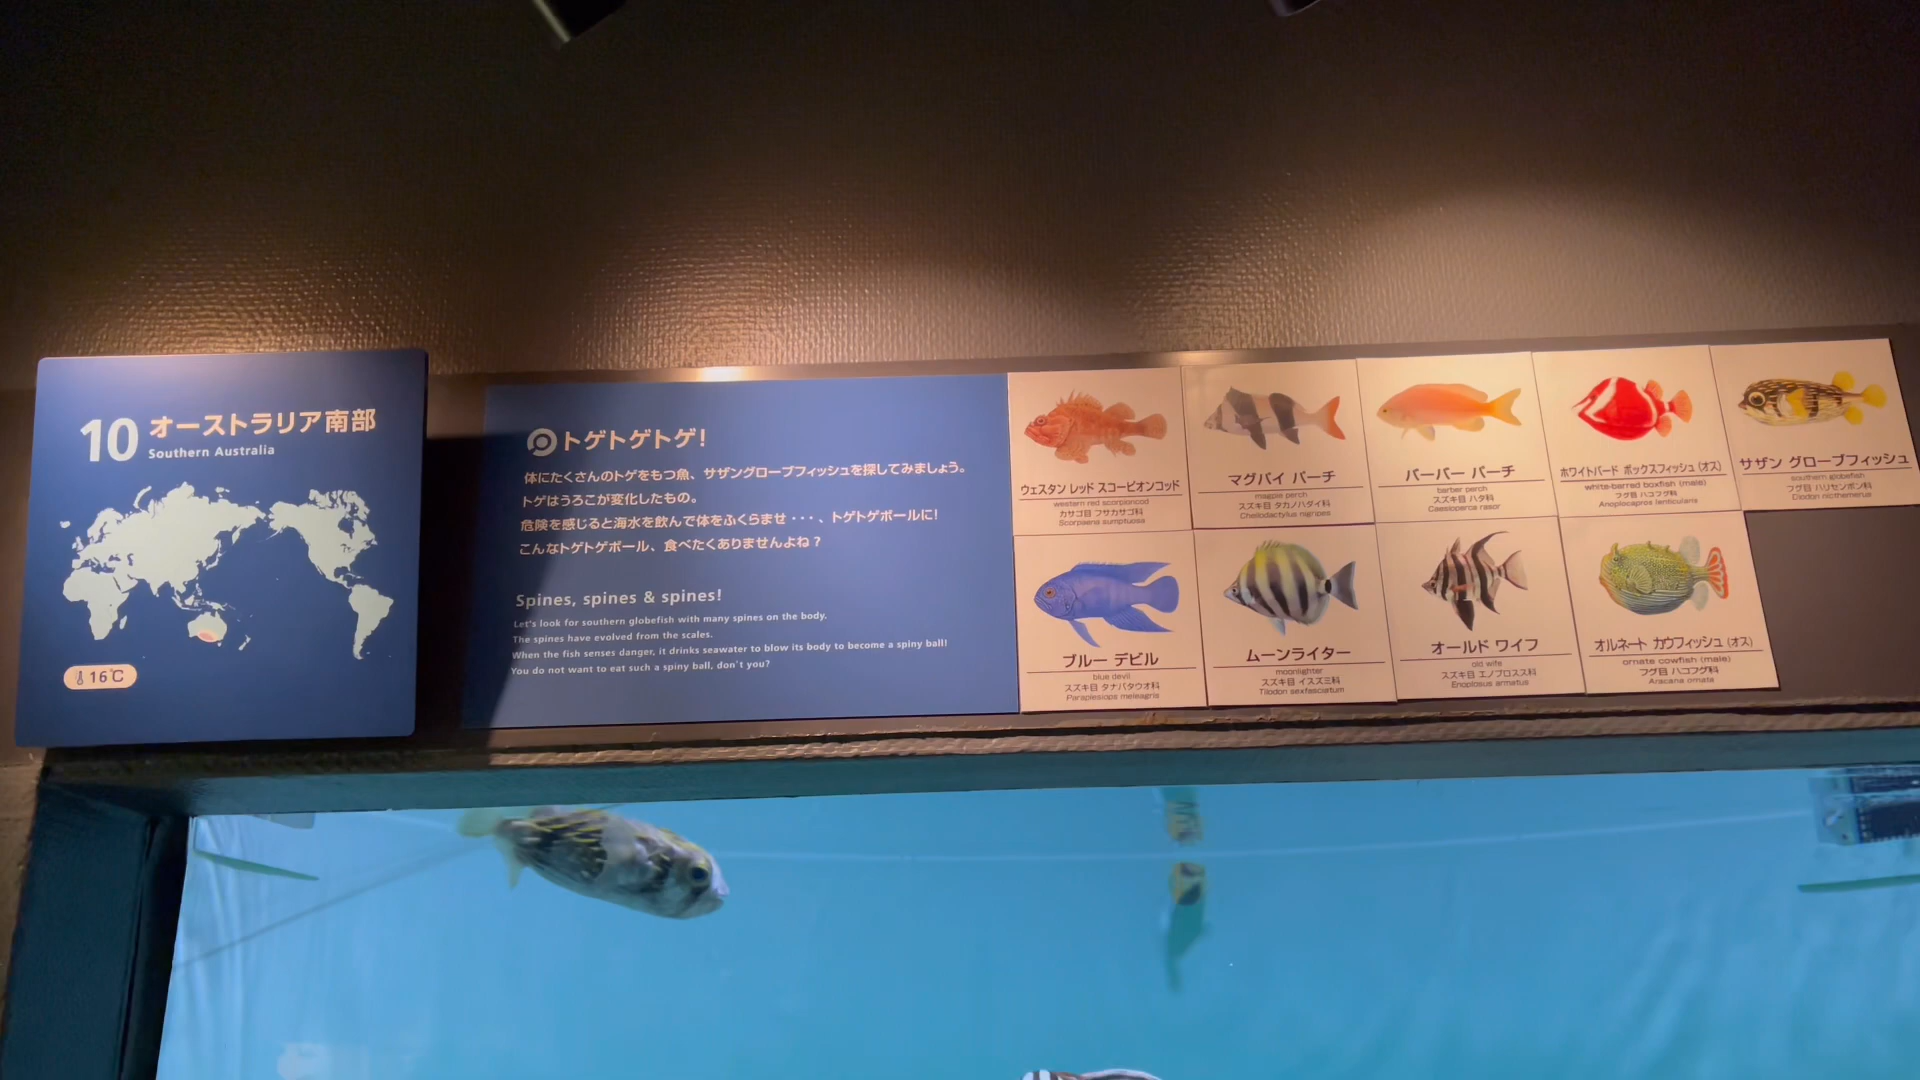 10 オーストラリア南部
Southern Australia
16℃
トゲトゲトゲ!
体にたくさんのトゲをもつ魚、サザングローブフィッシュを探してみましょう。
トゲはうろこが変化したもの。
危険を感じると海水を飲んで体をふくらませ・・・、トゲトゲボールに!
こんなトゲトゲボール、食べたくありませんよね？
Spines, spines & spines!
Let's look for southern globefish with many spines on the body.
The spines have evolved from the scales.
When the fish senses danger, it drinks seawater to blow its body to become a spiny ball!
You do not want to eat such a spiny ball, don't you?
ウェスタン レッド スコーピオンコッド
western red scorpioncod
カサゴ目 フサカサゴ科
Scorpaena sumptuosa
マグパイ パーチ
magpie perch
スズキ目 タカノハダイ科
Cheilodactylus nigripes
バーバー パーチ
barber perch
スズキ目 ハタ科
Caesioperca rasor
ホワイトバード ボックスフィッシュ (オス)
white-barred boxfish (male)
フグ目 ハコフグ科
Anoplocapros lenticularis
サザン グローブフィッシュ
southern globefish
フグ目 ハリセンボン科
Diodon nicthemerus
ブルー デビル
blue devil
スズキ目 タナバタウオ科
Paraplesiops meleagris
ムーンライター
moonlighter
スズキ目 イスズミ科
Tilodon sexfasciatum
オールド ワイフ
old wife
スズキ目 エノプロスス科
Enoplosus armatus
オルネート カウフィッシュ (オス)
ornate cowfish (male)
フグ目 ハコフグ科
Aracana ornata